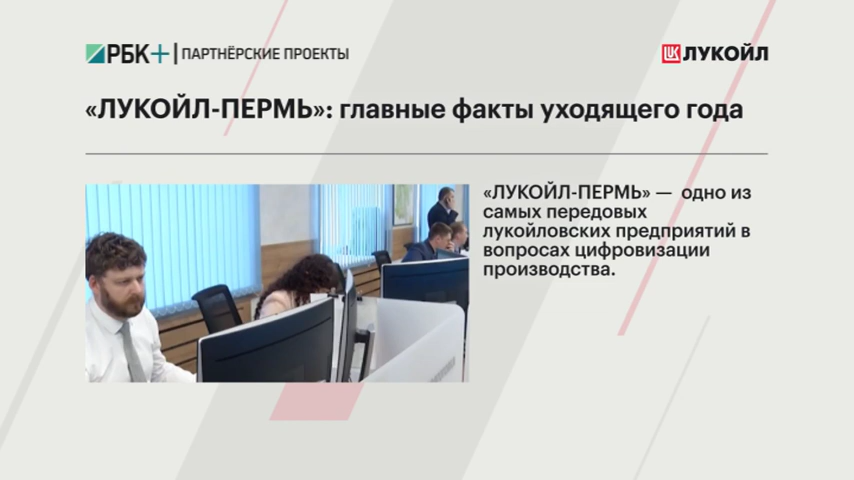 РБК+ | ПАРТНЁРСКИЕ ПРОЕКТЫ
ЛУКОЙЛ
«ЛУКОЙЛ-ПЕРМЬ»: главные факты уходящего года
«ЛУКОЙЛ-ПЕРМЬ» — одно из
самых передовых
лукойловских предприятий в
вопросах цифровизации
производства.